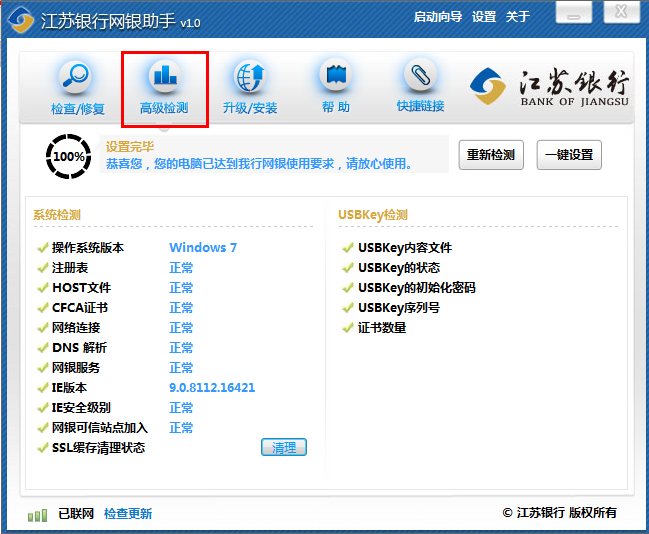 江苏银行网银助手 v1.0
启动向导 设置 关于
检查/修复 高级检测 升级/安装 帮 助 快捷链接
江苏银行
BANK OF JIANGSU
100%
设置完毕
恭喜您，您的电脑已达到我行网银使用要求，请放心使用。
重新检测 一键设置
系统检测
操作系统版本 Windows 7
注册表 正常
HOST文件 正常
CFCA证书 正常
网络连接 正常
DNS 解析 正常
网银服务 正常
IE版本 9.0.8112.16421
IE安全级别 正常
网银可信站点加入 正常
SSL缓存清理状态 清理
USBKey检测
USBKey内容文件
USBKey的状态
USBKey的初始化密码
USBKey序列号
证书数量
已联网 检查更新
© 江苏银行 版权所有